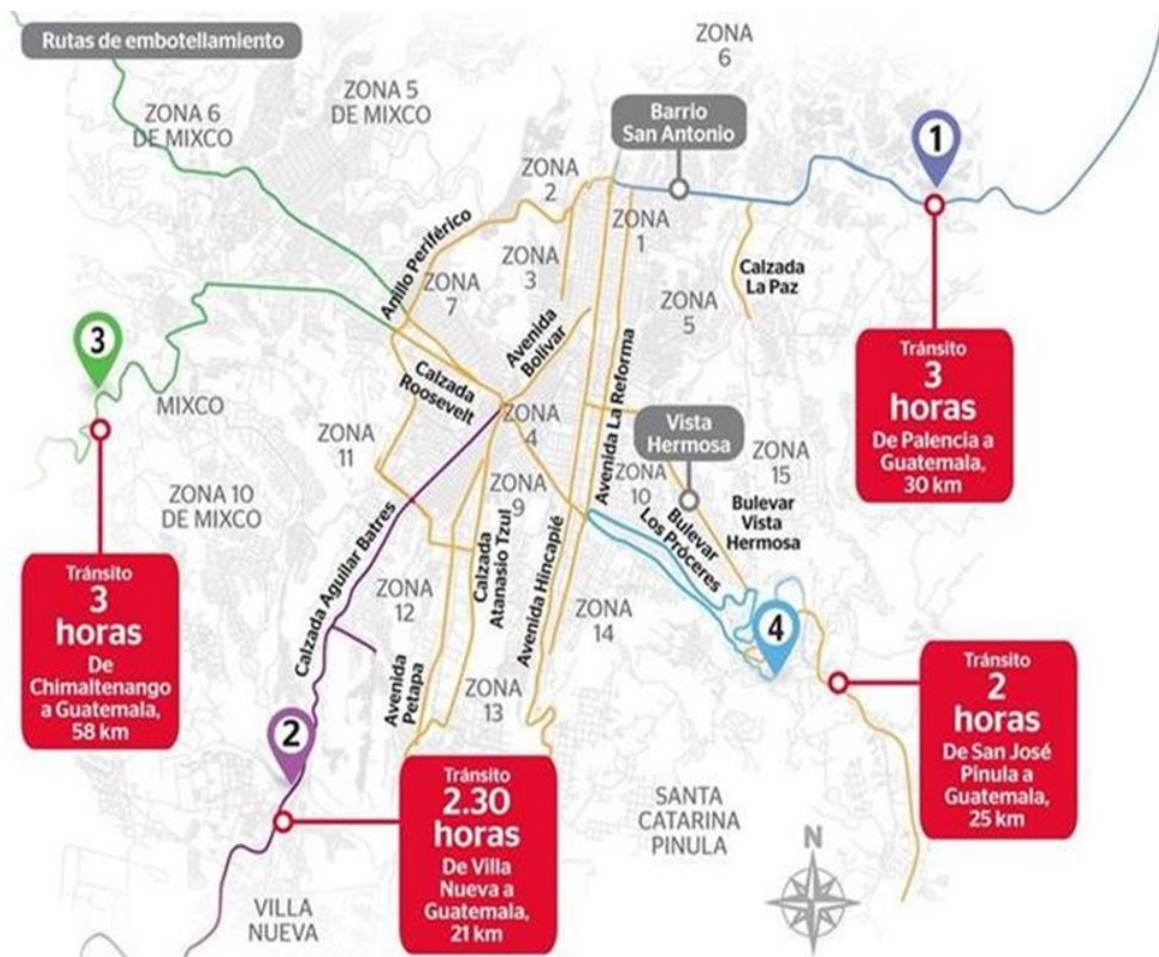 Rutas de embotellamiento
ZONA
6
ZONA 5
DE MIXCO
ZONA 6
DE MIXCO
Barrio
San Antonio
1
ZONA
2
ZONA
1
ZONA
3
Anillo Periférico
ZONA
7
Calzada
La Paz
ZONA
5
Avenida
Bolívar
3
Calzada
Roosevelt
Avenida La Reforma
MIXCO
ZONA
4
Vista
Hermosa
Tránsito
3
horas
De Palencia a
Guatemala,
30 km
ZONA
11
ZONA
15
ZONA
10
ZONA
9
ZONA 10
DE MIXCO
Bulevar
Los Próceres
Bulevar
Vista
Hermosa
Calzada Aguilar Batres
Calzada
Atanasio Tzul
Avenida Hincapié
ZONA
12
ZONA
14
4
Tránsito
3
horas
De
Chimaltenango
a Guatemala,
58 km
Avenida
Petapa
ZONA
13
Tránsito
2
horas
De San José
Pinula a
Guatemala,
25 km
2
Tránsito
2.30
horas
De Villa
Nueva a
Guatemala,
21 km
SANTA
CATARINA
PINULA
N
VILLA
NUEVA